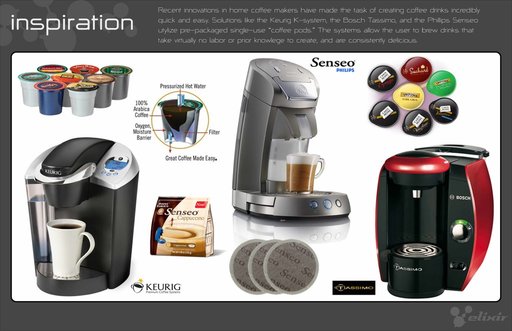 inspiration
Recent innovations in home coffee makers have made the task of creating coffee drinks incredibly
quick and easy. Solutions like the Keurig K-system, the Bosch Tassimo, and the Phillips Senseo
utylize pre-packaged single-use "coffee pods." The systems allow the user to brew drinks that
take virtually no labor or prior knowlege to create, and are consistently delicious.
Pressurized Hot Water
100%
Arabica
Coffee
Oxygen,
Moisture
Barrier
Filter
Great Coffee Made Easy
Senseo
PHILIPS
KEURIG
Senseo
Cappuccino
KEURIG
Senseo
Senseo
Senseo
TASSIMO
BOSCH
TASSIMO
elixir